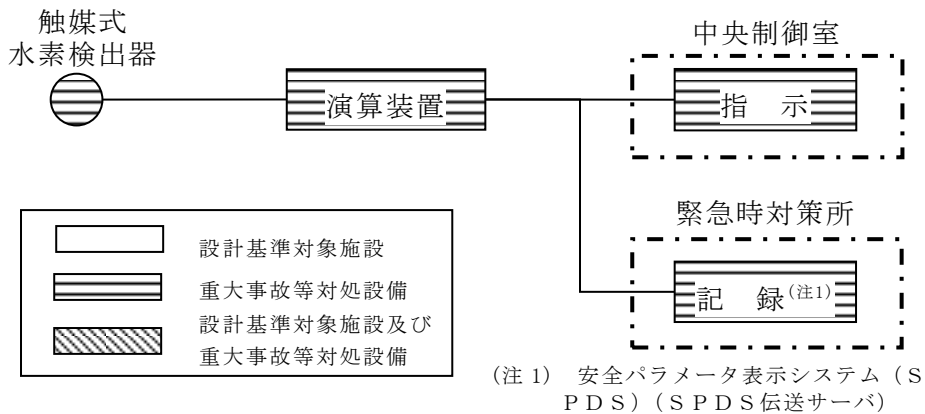 触媒式
水素検出器
演算装置
中央制御室
指　示
緊急時対策所
記　録(注1)
設計基準対象施設
重大事故等対処設備
設計基準対象施設及び
重大事故等対処設備
(注1)　安全パラメータ表示システム（Ｓ
ＰＤＳ）（ＳＰＤＳ伝送サーバ）